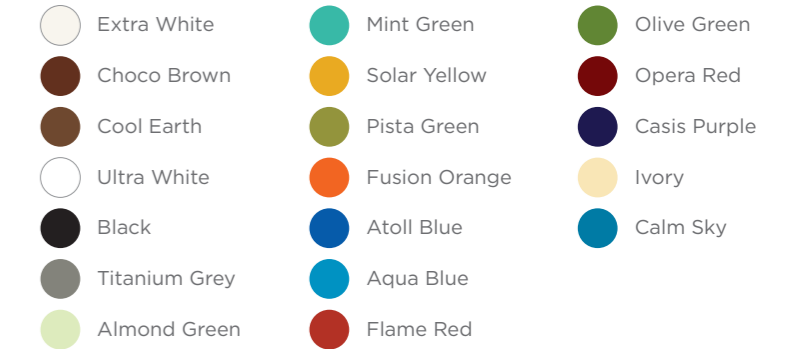 Extra White
Choco Brown
Cool Earth
Ultra White
Black
Titanium Grey
Almond Green
Mint Green
Solar Yellow
Pista Green
Fusion Orange
Atoll Blue
Aqua Blue
Flame Red
Olive Green
Opera Red
Casis Purple
Ivory
Calm Sky